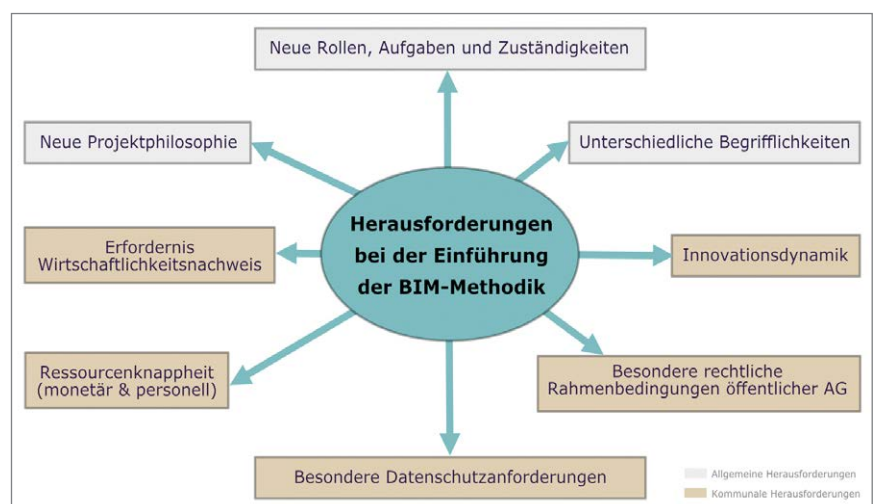 Neue Rollen, Aufgaben und Zuständigkeiten
Neue Projektphilosophie
Unterschiedliche Begrifflichkeiten
Herausforderungen
bei der Einführung
der BIM-Methodik
Erfordernis
Wirtschaftlichkeitsnachweis
Innovationsdynamik
Ressourcenknappheit
(monetär & personell)
Besondere rechtliche
Rahmenbedingungen öffentlicher AG
Besondere Datenschutzanforderungen
Allgemeine Herausforderungen
Kommunale Herausforderungen